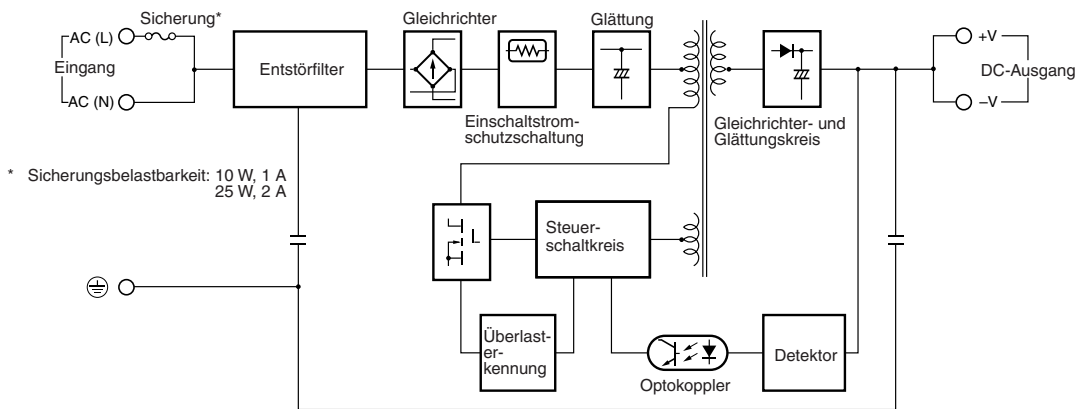 Sicherung*
Gleichrichter
Glättung
AC (L)
Eingang
AC (N)
Entstörfilter
+V
DC-Ausgang
–V
Einschaltstrom-
schutzschaltung
Gleichrichter- und
Glättungskreis
* Sicherungsbelastbarkeit: 10 W, 1 A
25 W, 2 A
Steuer-
schaltkreis
Überlast-
er-
kennung
Optokoppler
Detektor